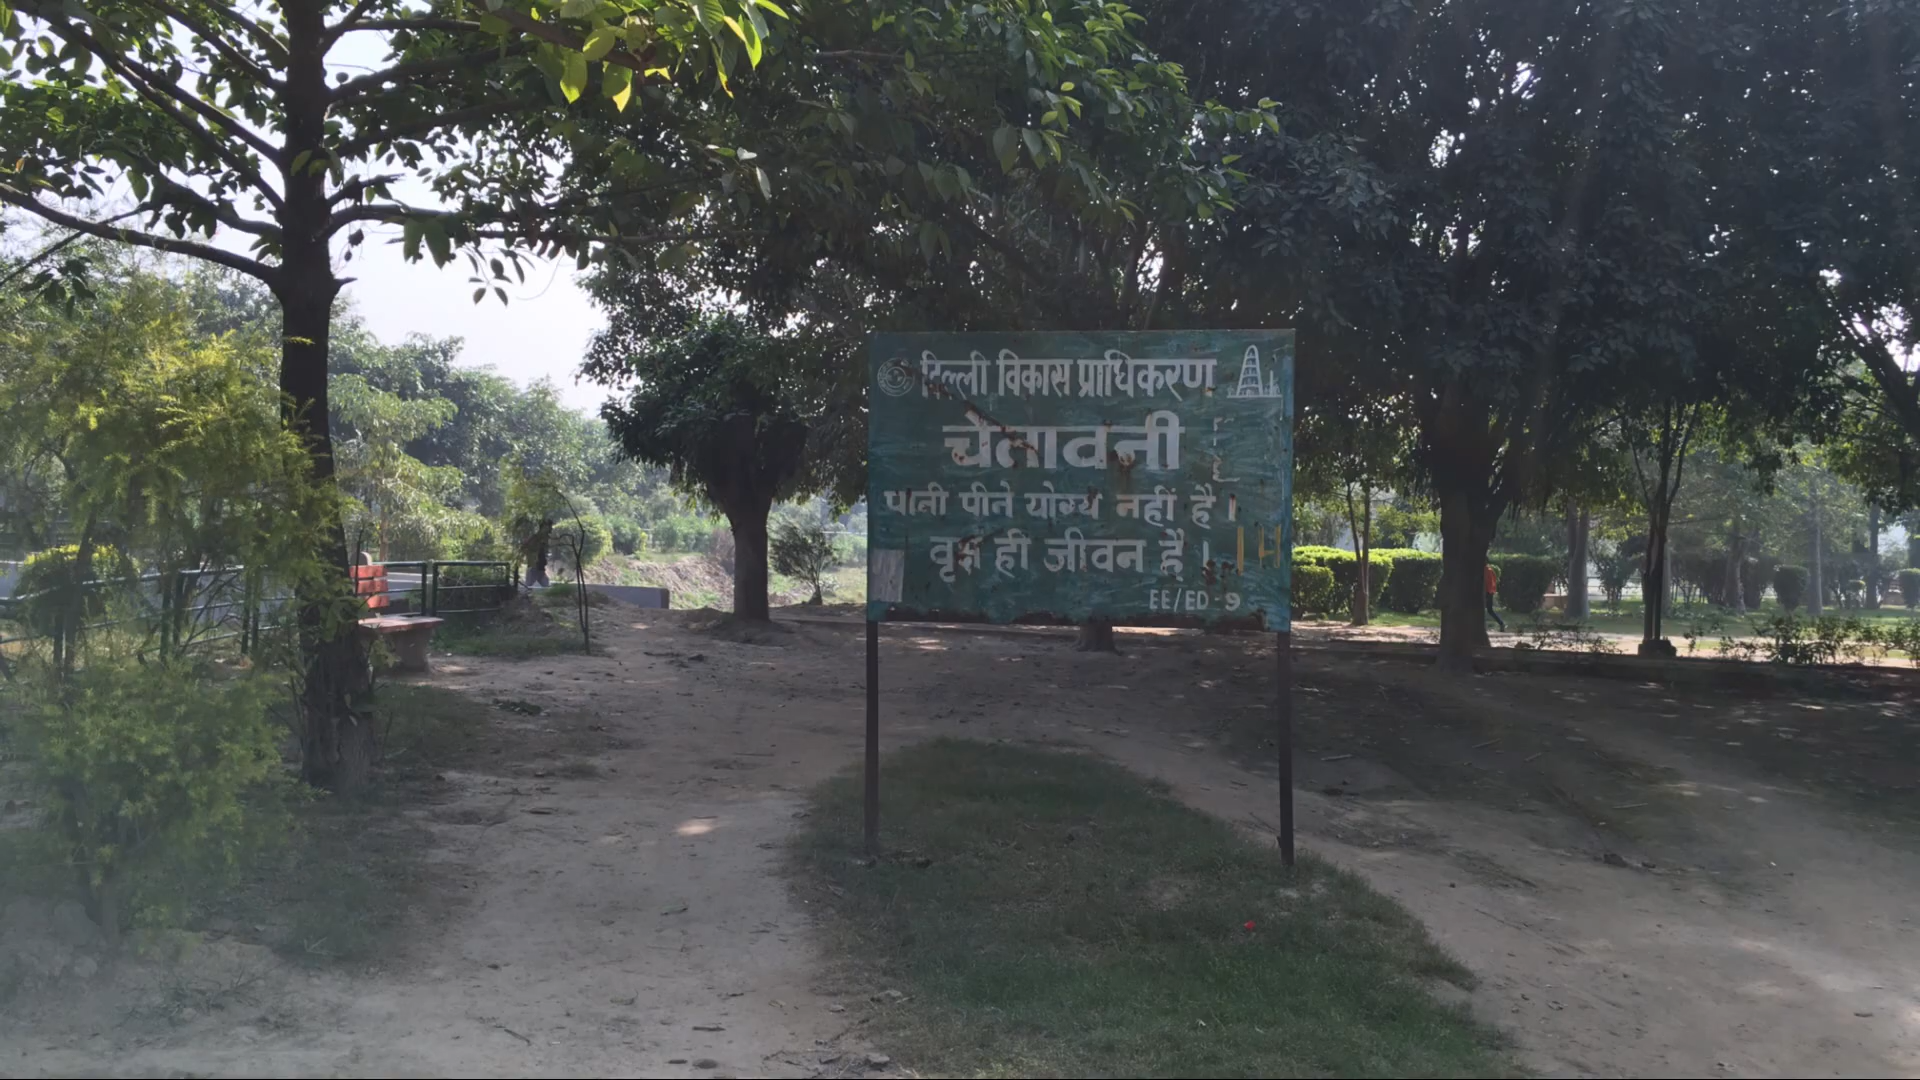 दिल्ली विकास प्राधिकरण
चेतावनी
पानी पीने योग्य नहीं हैं।
वृक्ष ही जीवन हैं।
EE/ED-9